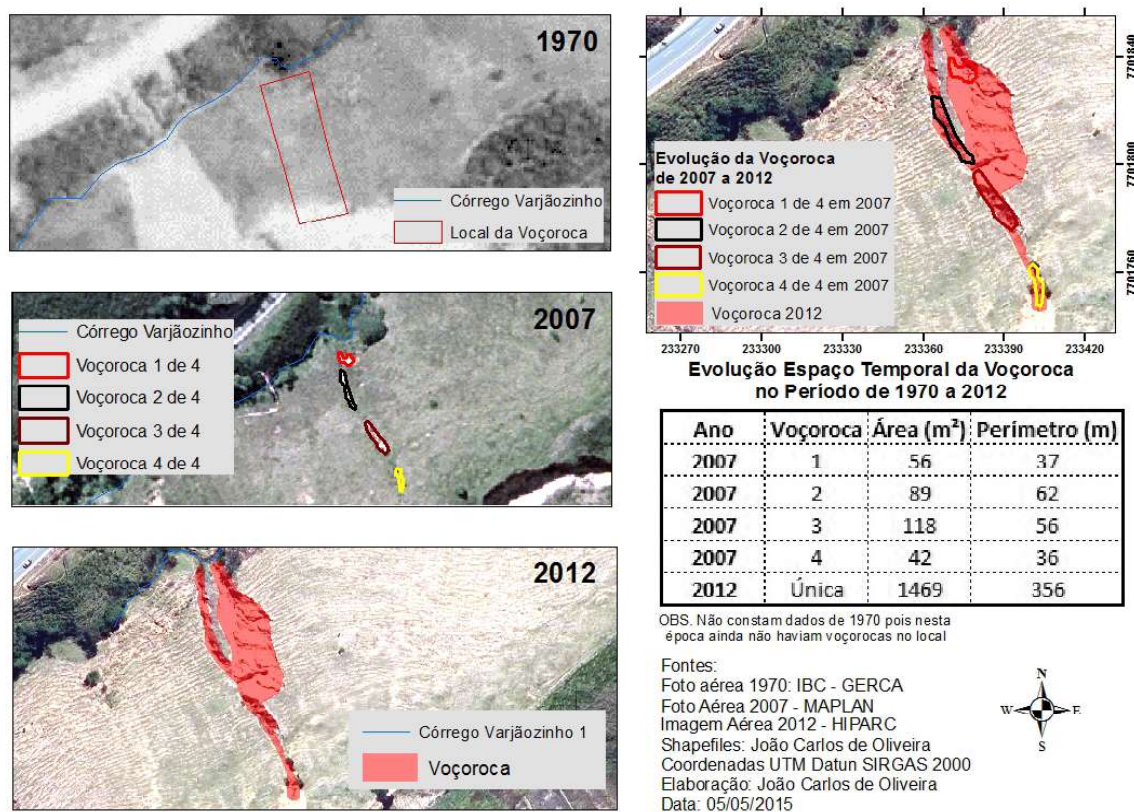 1970
Córrego Varjãozinho
Local da Voçoroca
2007
Córrego Varjãozinho
Voçoroca 1 de 4
Voçoroca 2 de 4
Voçoroca 3 de 4
Voçoroca 4 de 4
2012
Córrego Varjãozinho 1
Voçoroca
Evolução da Voçoroca
de 2007 a 2012
Voçoroca 1 de 4 em 2007
Voçoroca 2 de 4 em 2007
Voçoroca 3 de 4 em 2007
Voçoroca 4 de 4 em 2007
Voçoroca 2012
7701840
7701800
7701760
233270 233300 233330 233360 233390 233420
Evolução Espaço Temporal da Voçoroca
no Período de 1970 a 2012
Ano Voçoroca Área (m²) Perímetro (m)
2007 1 56 37
2007 2 89 62
2007 3 118 56
2007 4 42 36
2012 Única 1469 356
OBS. Não constam dados de 1970 pois nesta
época ainda não haviam voçorocas no local
Fontes:
Foto aérea 1970: IBC - GERCA
Foto Aérea 2007 - MAPLAN
Imagem Aérea 2012 - HIPARC
Shapefiles: João Carlos de Oliveira
Coordenadas UTM Datun SIRGAS 2000
Elaboração: João Carlos de Oliveira
Data: 05/05/2015
N
W E
S